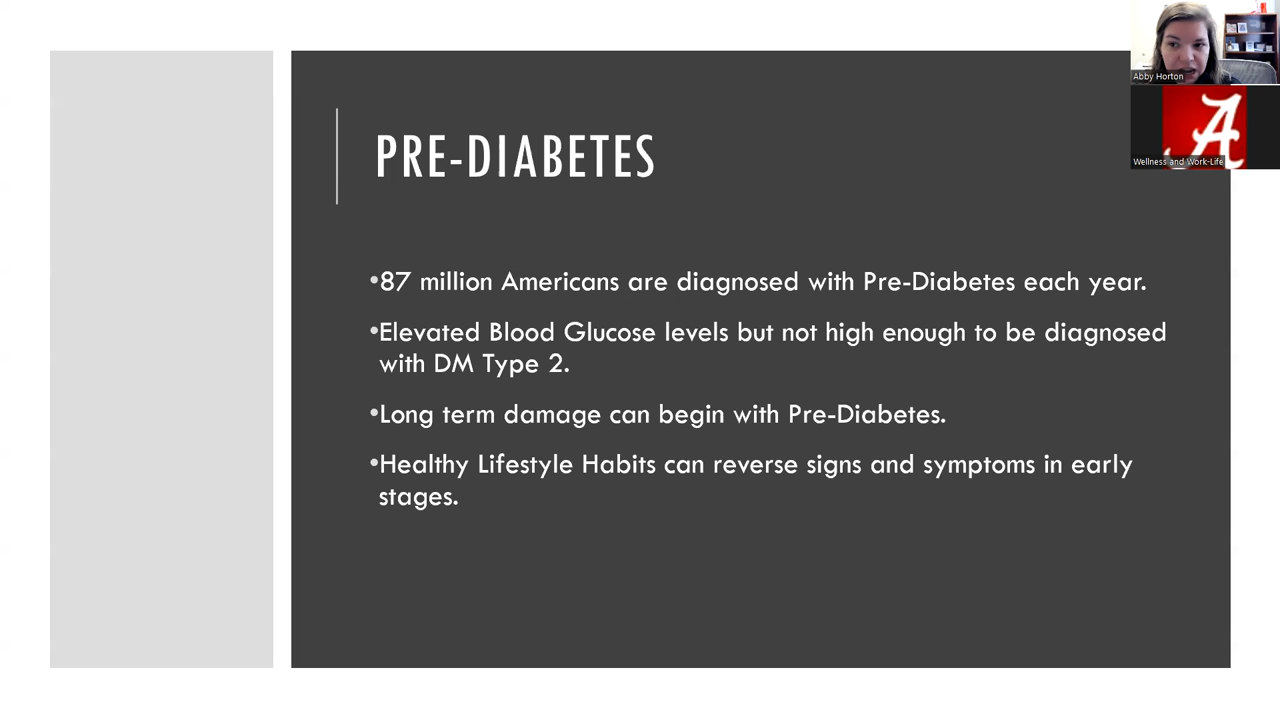 Abby Horton
A
Wellness and Work-Life
PRE-DIABETES
•87 million Americans are diagnosed with Pre-Diabetes each year.
•Elevated Blood Glucose levels but not high enough to be diagnosed
with DM Type 2.
•Long term damage can begin with Pre-Diabetes.
•Healthy Lifestyle Habits can reverse signs and symptoms in early
stages.